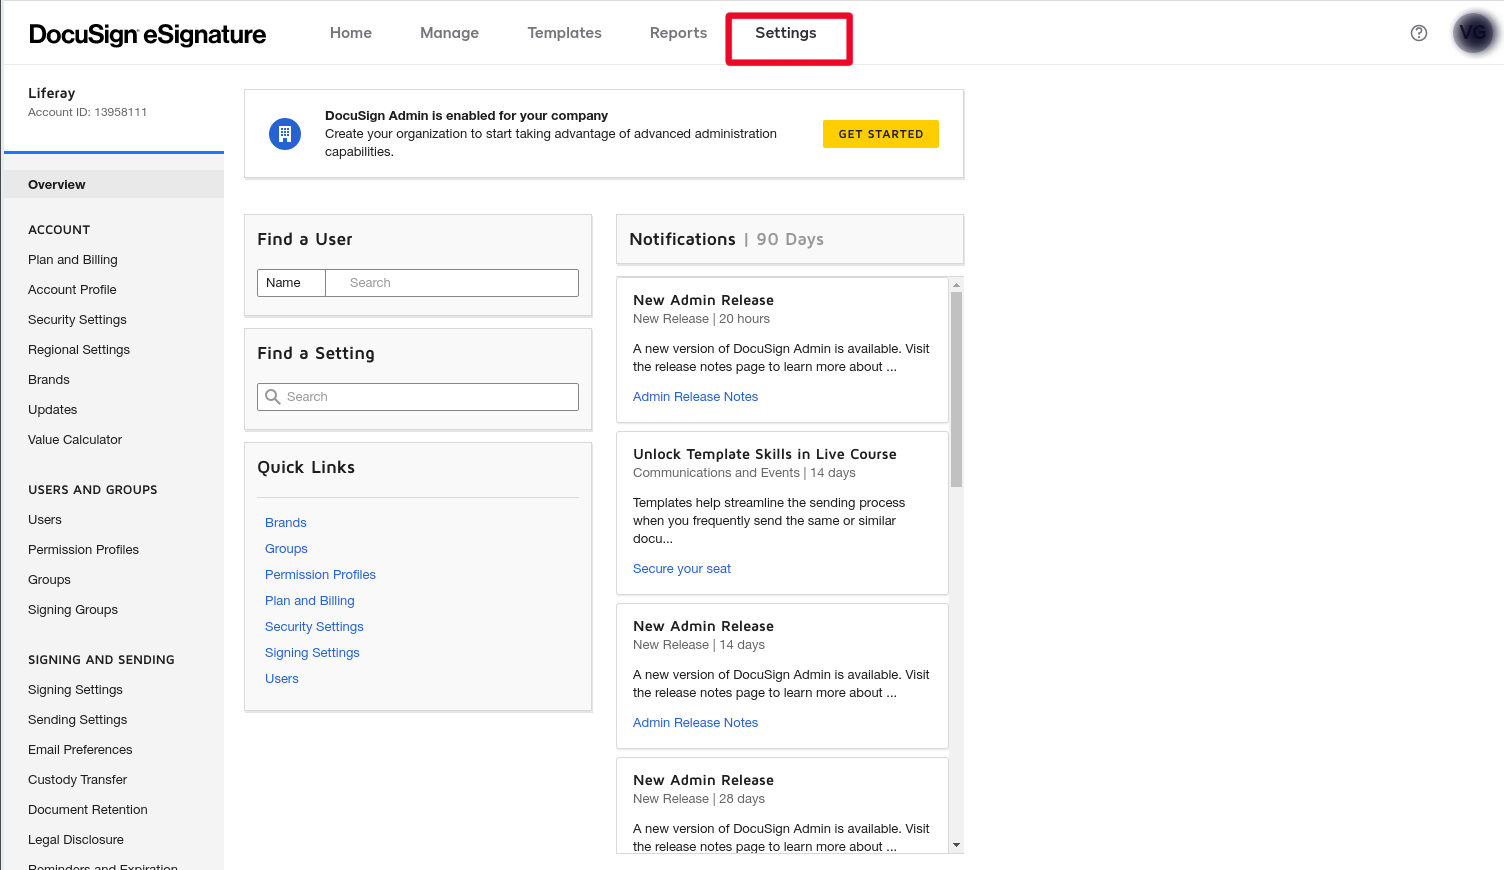 DocuSign eSignature
Home Manage Templates Reports Settings
VG
Liferay
Account ID: 13958111
Overview
ACCOUNT
Plan and Billing
Account Profile
Security Settings
Regional Settings
Brands
Updates
Value Calculator
USERS AND GROUPS
Users
Permission Profiles
Groups
Signing Groups
SIGNING AND SENDING
Signing Settings
Sending Settings
Email Preferences
Custody Transfer
Document Retention
Legal Disclosure
Reminders and Expiration
DocuSign Admin is enabled for your company
Create your organization to start taking advantage of advanced administration
capabilities.
GET STARTED
Find a User
Name Search
Find a Setting
Search
Quick Links
Brands
Groups
Permission Profiles
Plan and Billing
Security Settings
Signing Settings
Users
Notifications | 90 Days
New Admin Release
New Release | 20 hours
A new version of DocuSign Admin is available. Visit
the release notes page to learn more about ...
Admin Release Notes
Unlock Template Skills in Live Course
Communications and Events | 14 days
Templates help streamline the sending process
when you frequently send the same or similar
docu...
Secure your seat
New Admin Release
New Release | 14 days
A new version of DocuSign Admin is available. Visit
the release notes page to learn more about ...
Admin Release Notes
New Admin Release
New Release | 28 days
A new version of DocuSign Admin is available. Visit
the release notes page to learn more about ...